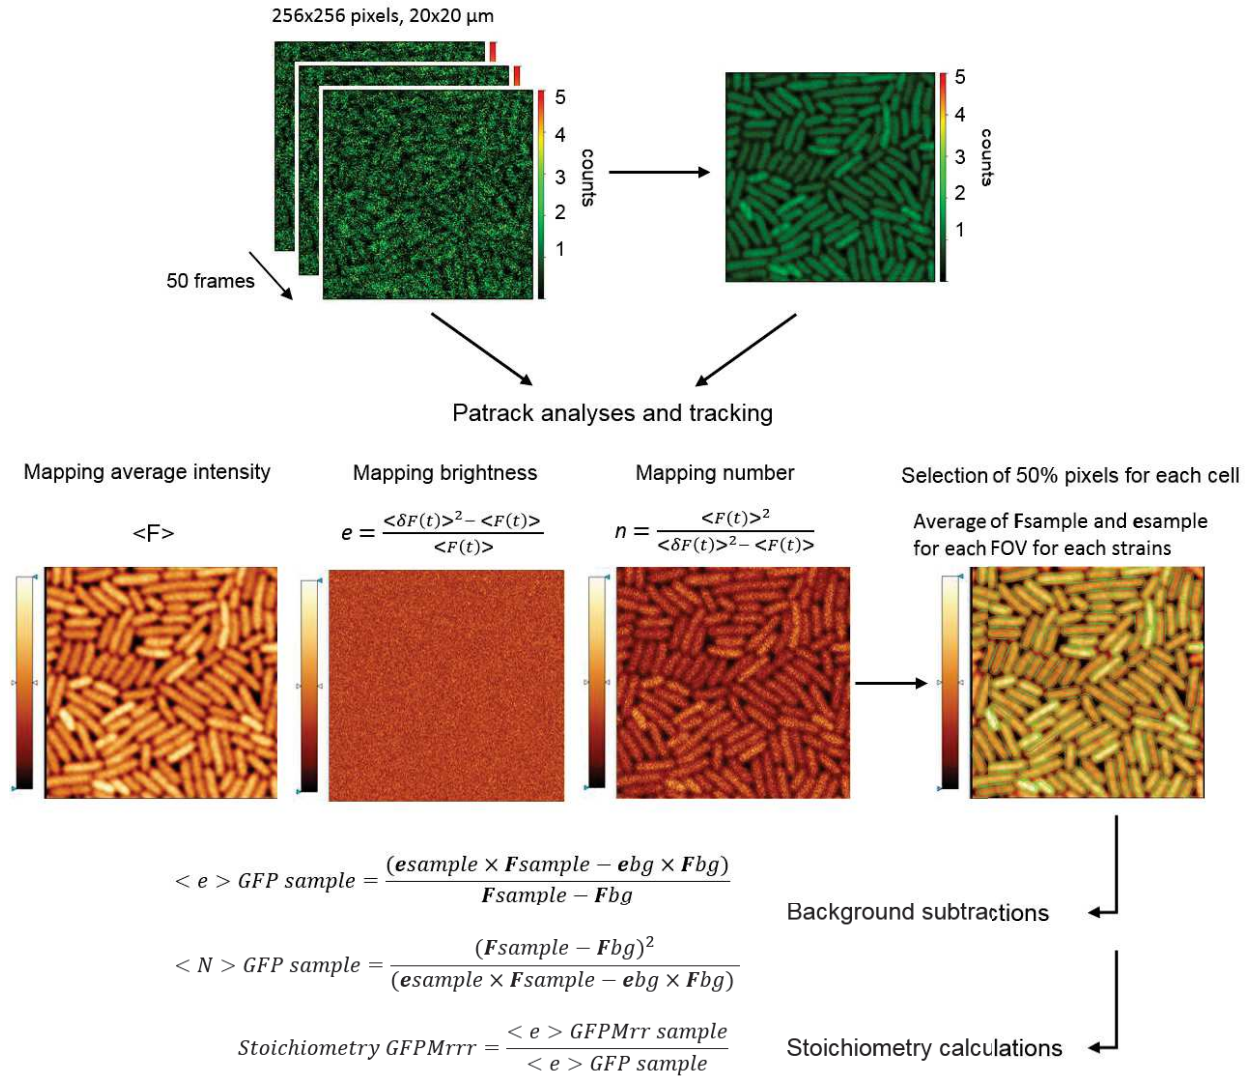 256x256 pixels, 20x20 µm
5
4
3
2
1
counts
5
4
3
2
1
counts
50 frames
Patrack analyses and tracking
Mapping average intensity
<F>
Mapping brightness
e = (<δF(t)>² − <F(t)>) / <F(t)>
Mapping number
n = <F(t)>² / (<δF(t)>² − <F(t)>)
Selection of 50% pixels for each cell
Average of Fsample and esample
for each FOV for each strains
< e > GFP sample = (esample × Fsample − ebg × Fbg) / (Fsample − Fbg)
Background subtractions
< N > GFP sample = (Fsample − Fbg)² / (esample × Fsample − ebg × Fbg)
Stoichiometry GFPMrrr = < e > GFPMrr sample / < e > GFP sample
Stoichiometry calculations